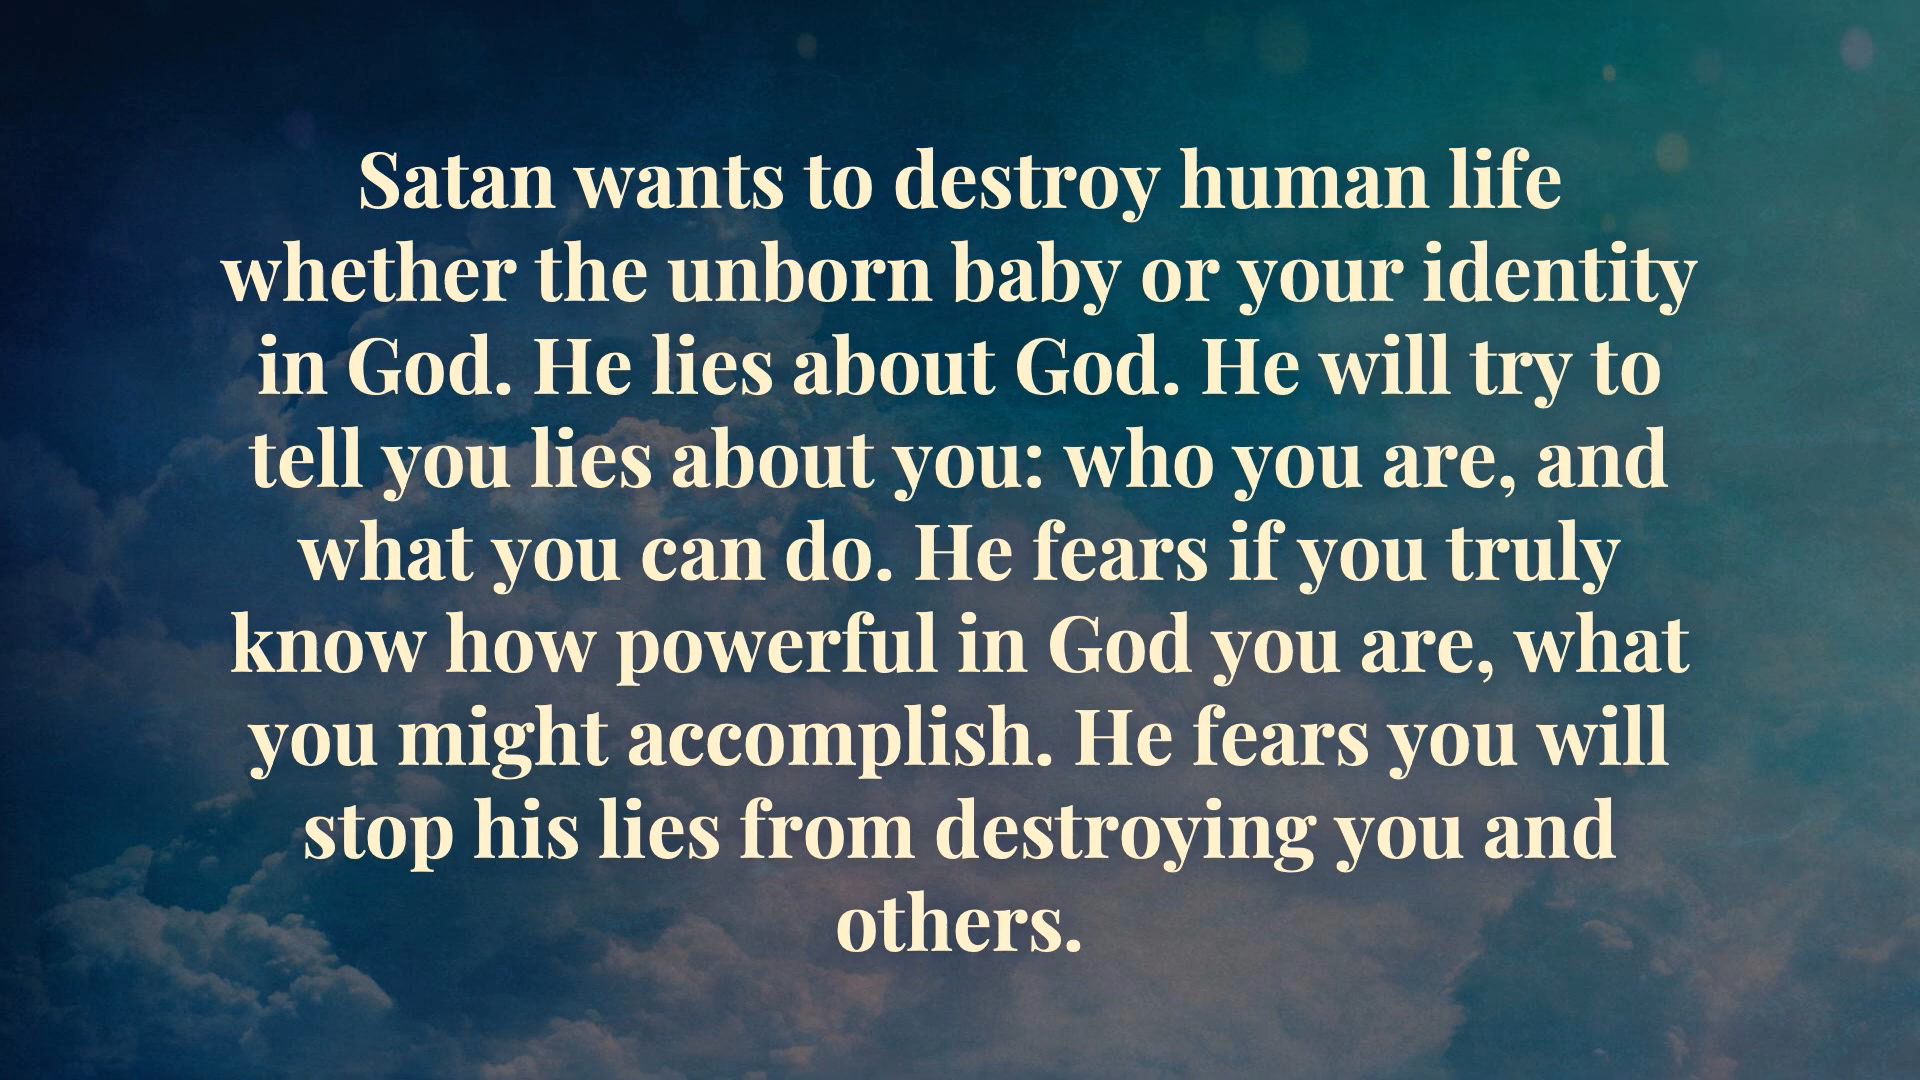 Satan wants to destroy human life
whether the unborn baby or your identity
in God. He lies about God. He will try to
tell you lies about you: who you are, and
what you can do. He fears if you truly
know how powerful in God you are, what
you might accomplish. He fears you will
stop his lies from destroying you and
others.